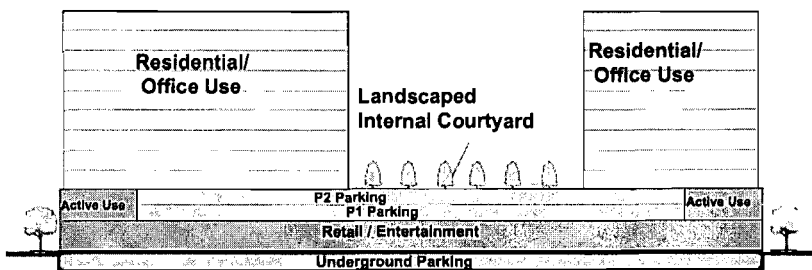 Residential/
Office Use
Residential/
Office Use
Landscaped
Internal Courtyard
Active Use
P2 Parking
P1 Parking
Active Use
Retail / Entertainment
Underground Parking